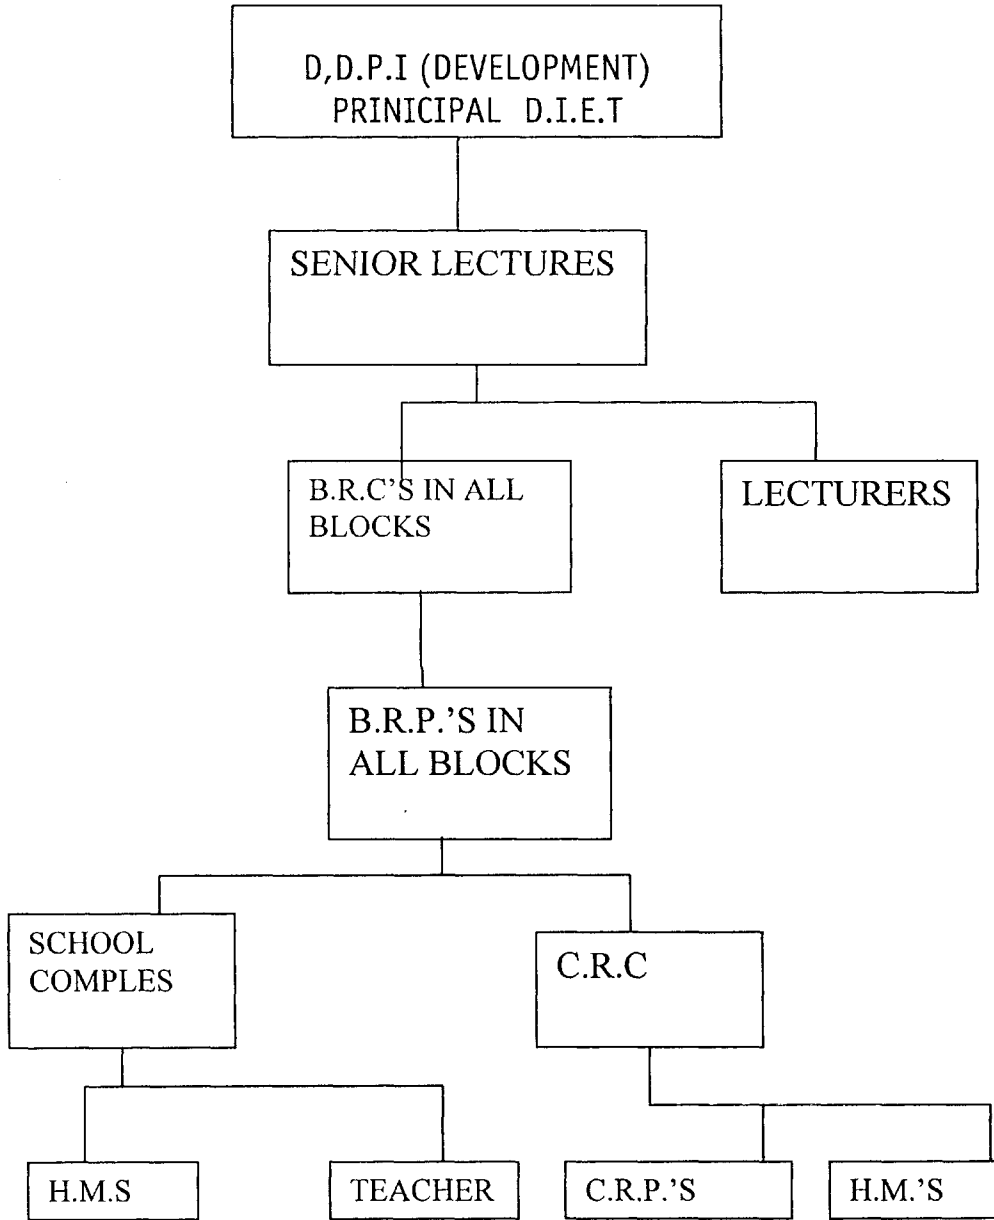 D,D.P.I (DEVELOPMENT)
PRINICIPAL D.I.E.T
SENIOR LECTURES
B.R.C'S IN ALL
BLOCKS
LECTURERS
B.R.P.'S IN
ALL BLOCKS
SCHOOL
COMPLES
C.R.C
H.M.S
TEACHER
C.R.P.'S
H.M.'S